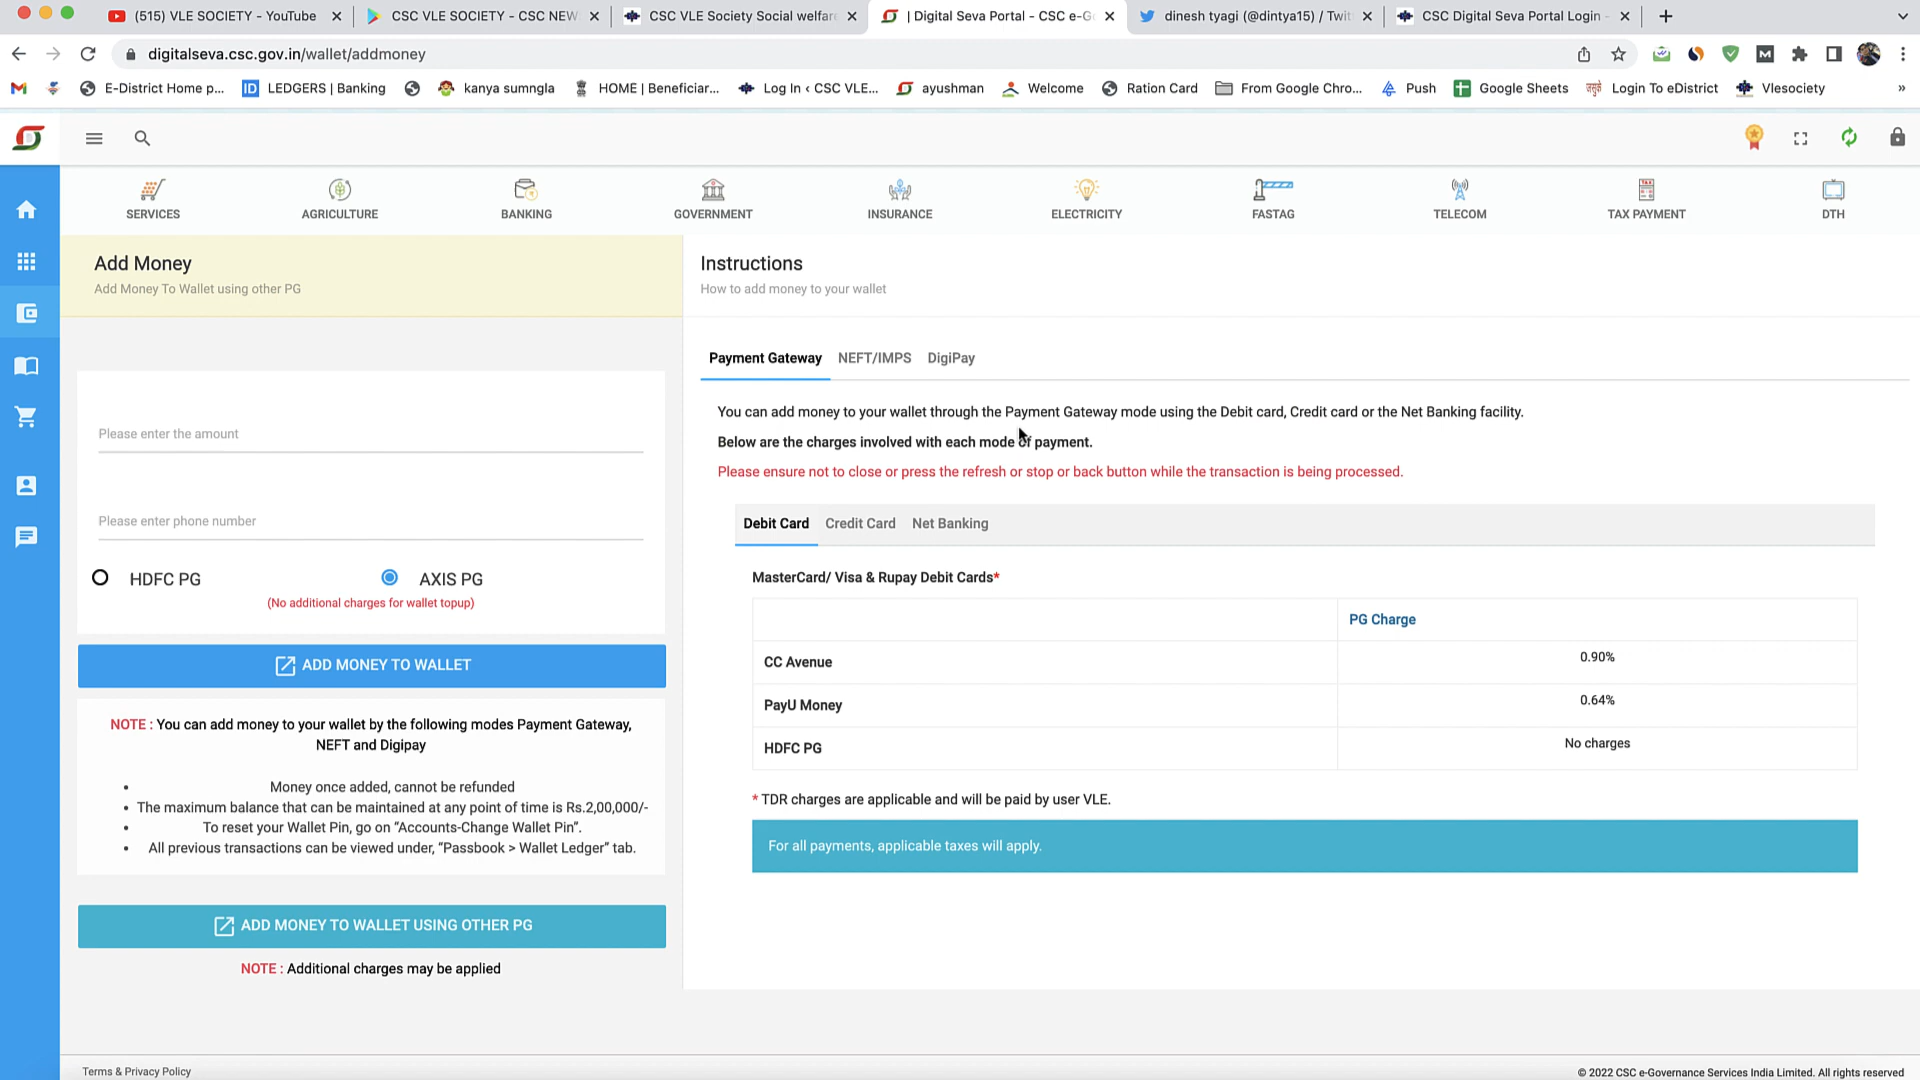 (515) VLE SOCIETY - YouTube
CSC VLE SOCIETY - CSC NEW
CSC VLE Society Social welfar
| Digital Seva Portal - CSC e-G
dinesh tyagi (@dintya15) / Twit
CSC Digital Seva Portal Login -
digitalseva.csc.gov.in/wallet/addmoney
E-District Home p...
LEDGERS | Banking
kanya sumngla
HOME | Beneficiar...
Log In ‹ CSC VLE...
ayushman
Welcome
Ration Card
From Google Chro...
Push
Google Sheets
Login To eDistrict
Vlesociety
»
SERVICES
AGRICULTURE
BANKING
GOVERNMENT
INSURANCE
ELECTRICITY
FASTAG
TELECOM
TAX PAYMENT
DTH
Add Money
Add Money To Wallet using other PG
Please enter the amount
Please enter phone number
HDFC PG
AXIS PG
(No additional charges for wallet topup)
ADD MONEY TO WALLET
NOTE : You can add money to your wallet by the following modes Payment Gateway,
NEFT and Digipay
• Money once added, cannot be refunded
• The maximum balance that can be maintained at any point of time is Rs.2,00,000/-
• To reset your Wallet Pin, go on “Accounts-Change Wallet Pin”.
• All previous transactions can be viewed under, “Passbook > Wallet Ledger” tab.
ADD MONEY TO WALLET USING OTHER PG
NOTE : Additional charges may be applied
Instructions
How to add money to your wallet
Payment Gateway
NEFT/IMPS
DigiPay
You can add money to your wallet through the Payment Gateway mode using the Debit card, Credit card or the Net Banking facility.
Below are the charges involved with each mode of payment.
Please ensure not to close or press the refresh or stop or back button while the transaction is being processed.
Debit Card
Credit Card
Net Banking
MasterCard/ Visa & Rupay Debit Cards*
PG Charge
CC Avenue 0.90%
PayU Money 0.64%
HDFC PG No charges
* TDR charges are applicable and will be paid by user VLE.
For all payments, applicable taxes will apply.
Terms & Privacy Policy
© 2022 CSC e-Governance Services India Limited. All rights reserved